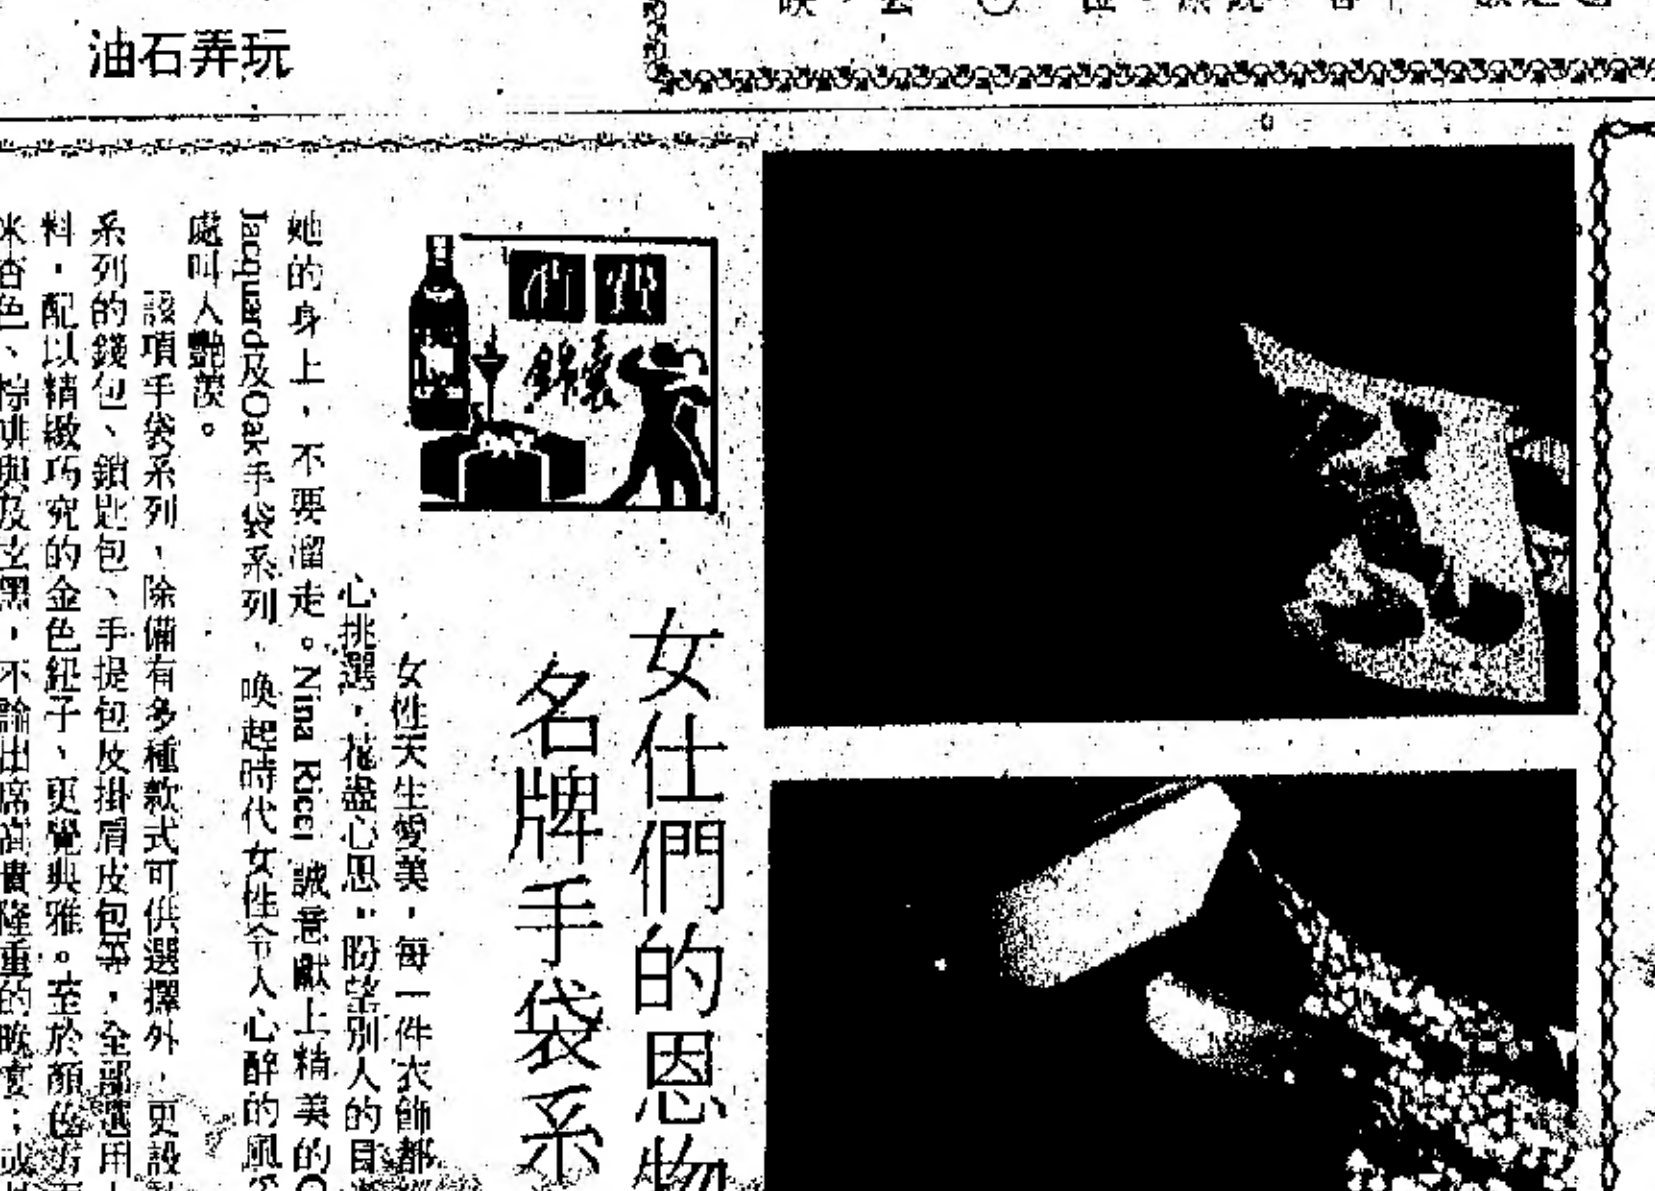 油石弄玩
女仕們的恩物
名牌手袋系
錦囊
女性天生愛美，每一件衣飾都
心挑選，花盡心思，盼望別人的目
她的身上，不要溜走。Nina Ricci 誠意獻上精美的
Jacquard及Oak手袋系列，喚起時代女性令人心醉的風
處叫人艷羨。
該項手袋系列，除備有多種款式可供選擇外，更設
系列的錢包、鎖匙包、手提包及掛肩皮包等，全部選用
料，配以精緻巧究的金色鈕子，更覺典雅。至於顏色方
米杏色、棕啡與及玄黑，不論出席高貴隆重的晚宴；或